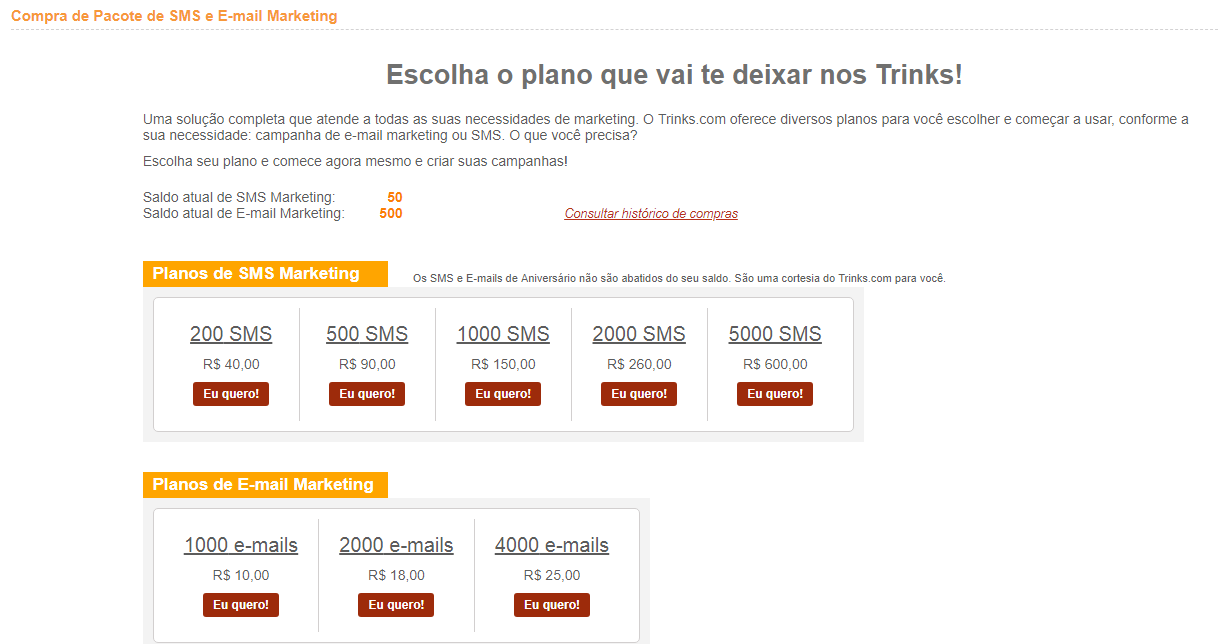 Compra de Pacote de SMS e E-mail Marketing
Escolha o plano que vai te deixar nos Trinks!
Uma solução completa que atende a todas as suas necessidades de marketing. O Trinks.com oferece diversos planos para você escolher e começar a usar, conforme a
sua necessidade: campanha de e-mail marketing ou SMS. O que você precisa?
Escolha seu plano e comece agora mesmo e criar suas campanhas!
Saldo atual de SMS Marketing: 50
Saldo atual de E-mail Marketing: 500 Consultar histórico de compras
Planos de SMS Marketing Os SMS e E-mails de Aniversário não são abatidos do seu saldo. São uma cortesia do Trinks.com para você.
200 SMS 500 SMS 1000 SMS 2000 SMS 5000 SMS
R$ 40,00 R$ 90,00 R$ 150,00 R$ 260,00 R$ 600,00
Eu quero! Eu quero! Eu quero! Eu quero! Eu quero!
Planos de E-mail Marketing
1000 e-mails 2000 e-mails 4000 e-mails
R$ 10,00 R$ 18,00 R$ 25,00
Eu quero! Eu quero! Eu quero!